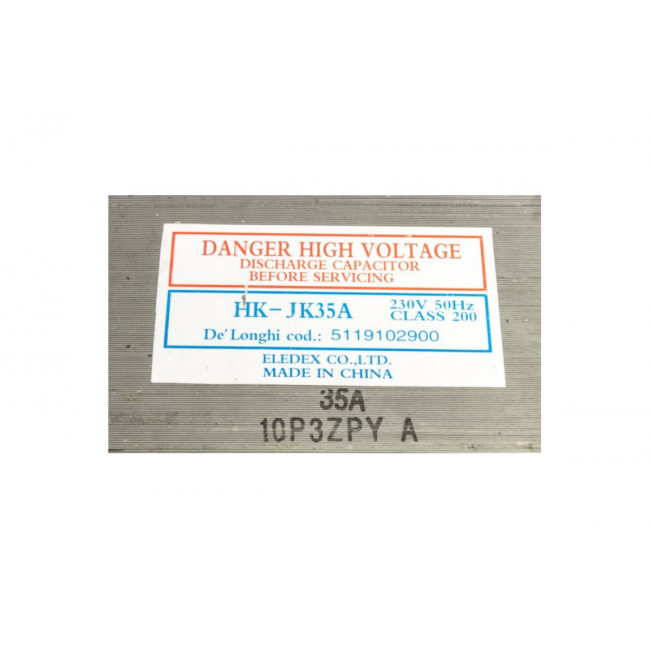 DANGER HIGH VOLTAGE
DISCHARGE CAPACITOR
BEFORE SERVICING
HK-JK35A 230V 50Hz
CLASS 200
De'Longhi cod.: 5119102900
ELEDEX CO.,LTD.
MADE IN CHINA
35A
10P3ZPY A